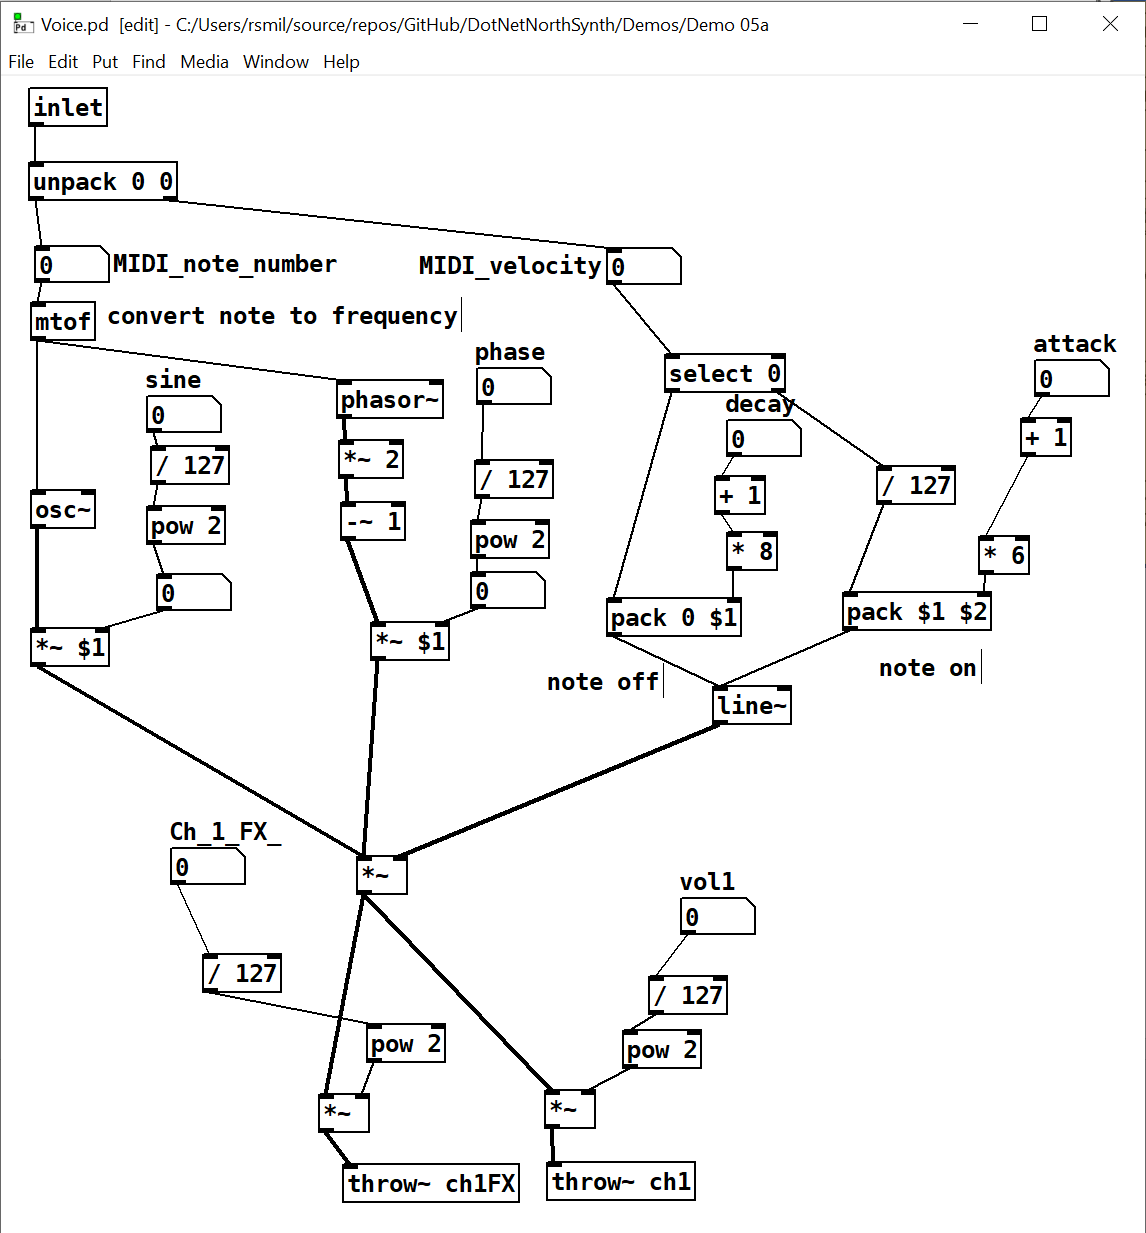 Voice.pd [edit] - C:/Users/rsmil/source/repos/GitHub/DotNetNorthSynth/Demos/Demo 05a
File Edit Put Find Media Window Help
inlet
unpack 0 0
0
MIDI_note_number
MIDI_velocity
0
mtof
convert note to frequency
attack
0
phase
0
select 0
sine
0
phasor~
decay
0
+ 1
*~ 2
/ 127
/ 127
/ 127
+ 1
osc~
pow 2
-~ 1
pow 2
* 8
* 6
0
0
*~ $1
*~ $1
pack 0 $1
pack $1 $2
note off
note on
line~
Ch_1_FX_
0
*~
vol1
0
/ 127
/ 127
pow 2
pow 2
*~
*~
throw~ ch1FX
throw~ ch1